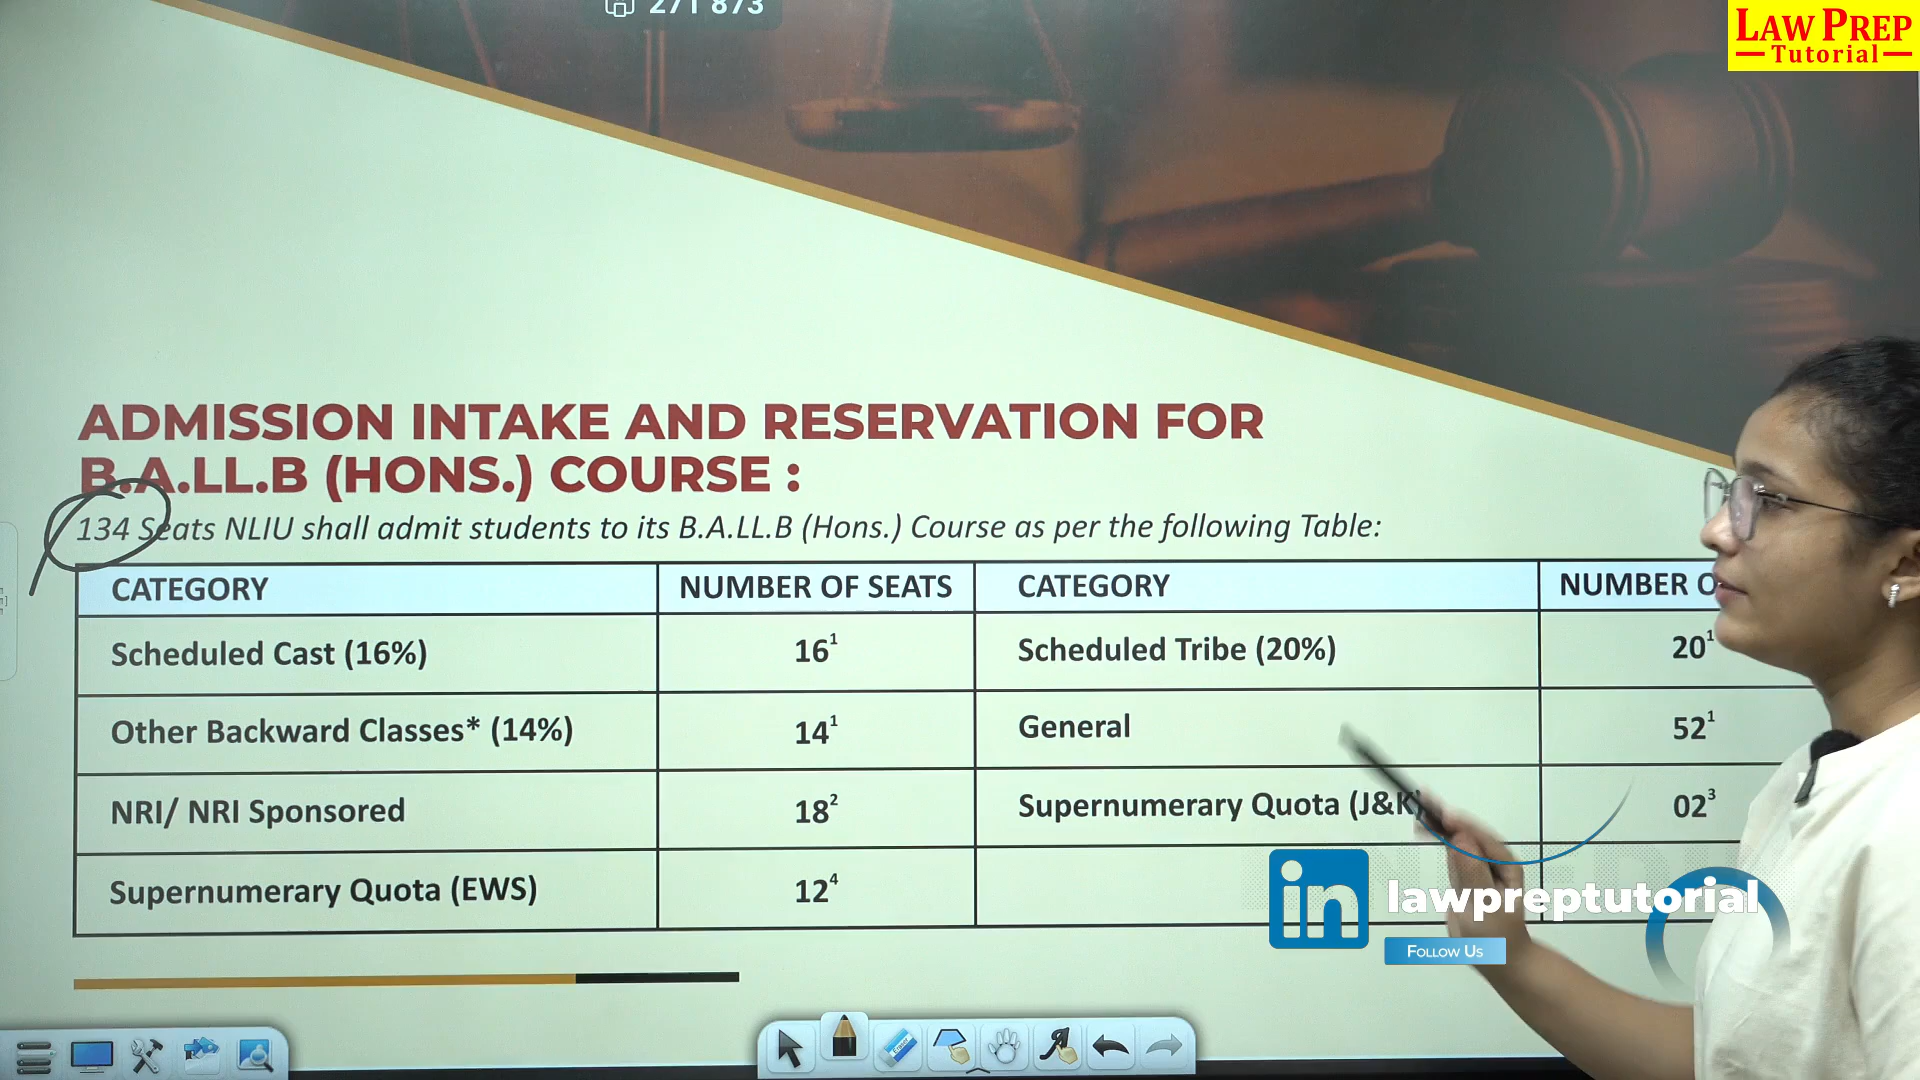 271 873
LAW PREP
Tutorial
ADMISSION INTAKE AND RESERVATION FOR
B.A.LL.B (HONS.) COURSE :
134 Seats NLIU shall admit students to its B.A.LL.B (Hons.) Course as per the following Table:
CATEGORY NUMBER OF SEATS CATEGORY NUMBER O
Scheduled Cast (16%) 16¹ Scheduled Tribe (20%) 20¹
Other Backward Classes* (14%) 14¹ General 52¹
NRI/ NRI Sponsored 18² Supernumerary Quota (J&K) 02³
Supernumerary Quota (EWS) 12⁴
in lawpreptutorial
FOLLOW US